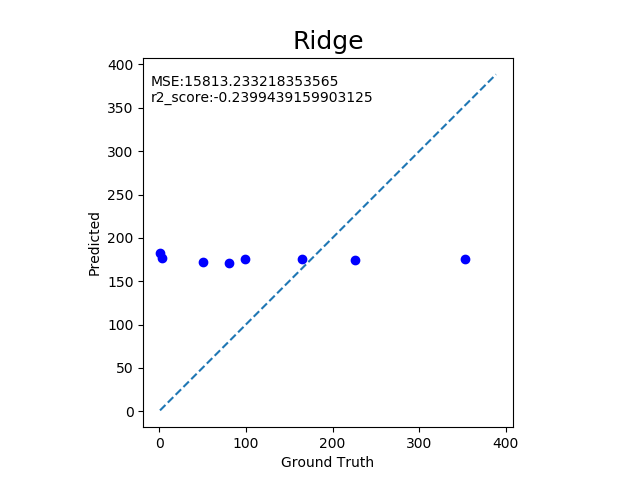 Ridge
MSE:15813.233218353565
r2_score:-0.2399439159903125
400
350
300
250
200
150
100
50
0
Predicted
0
100
200
300
400
Ground Truth